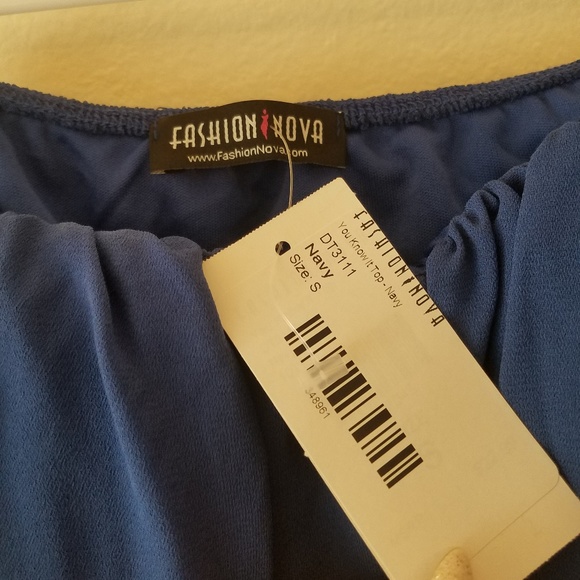 FASHION NOVA
www.FashionNova.com
FASHION NOVA
You Know It Top - Navy
DT3111
Navy
Size: S
348961